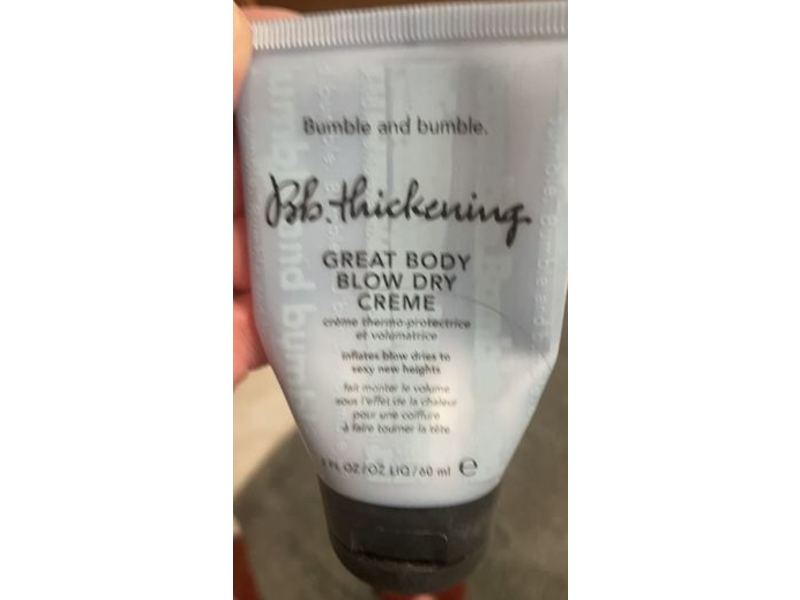 Bumble and bumble.
Bb.thickening
GREAT BODY
BLOW DRY
CREME
crème thermo-protectrice
et volumatrice
inflates blow dries to
sexy new heights
fait monter le volume
sous l'effet de la chaleur
pour une coiffure
à faire tourner la tête
FL OZ/OZ LIQ/60 ml e